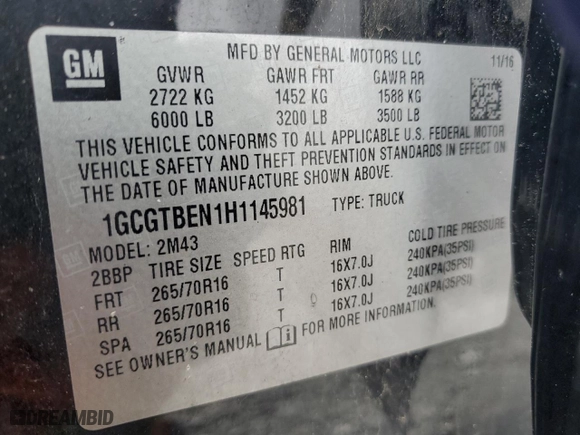 GM
MFD BY GENERAL MOTORS LLC 11/16
GVWR GAWR FRT GAWR RR
2722 KG 1452 KG 1588 KG
6000 LB 3200 LB 3500 LB
THIS VEHICLE CONFORMS TO ALL APPLICABLE U.S. FEDERAL MOTOR
VEHICLE SAFETY AND THEFT PREVENTION STANDARDS IN EFFECT ON
THE DATE OF MANUFACTURE SHOWN ABOVE.
1GCGTBEN1H1145981 TYPE: TRUCK
MODEL: 2M43
2BBP TIRE SIZE SPEED RTG RIM COLD TIRE PRESSURE
FRT 265/70R16 T 16X7.0J 240KPA(35PSI)
RR 265/70R16 T 16X7.0J 240KPA(35PSI)
SPA 265/70R16 T 16X7.0J 240KPA(35PSI)
SEE OWNER'S MANUAL FOR MORE INFORMATION.
DREAMBID